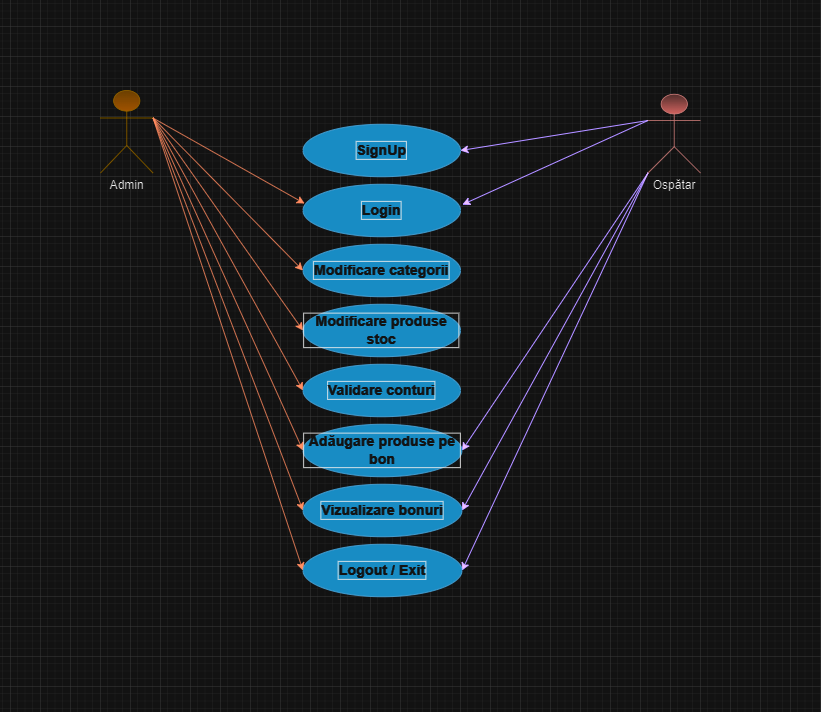 SignUp
Admin
Ospătar
Login
Modificare categorii
Modificare produse
stoc
Validare conturi
Adăugare produse pe
bon
Vizualizare bonuri
Logout / Exit